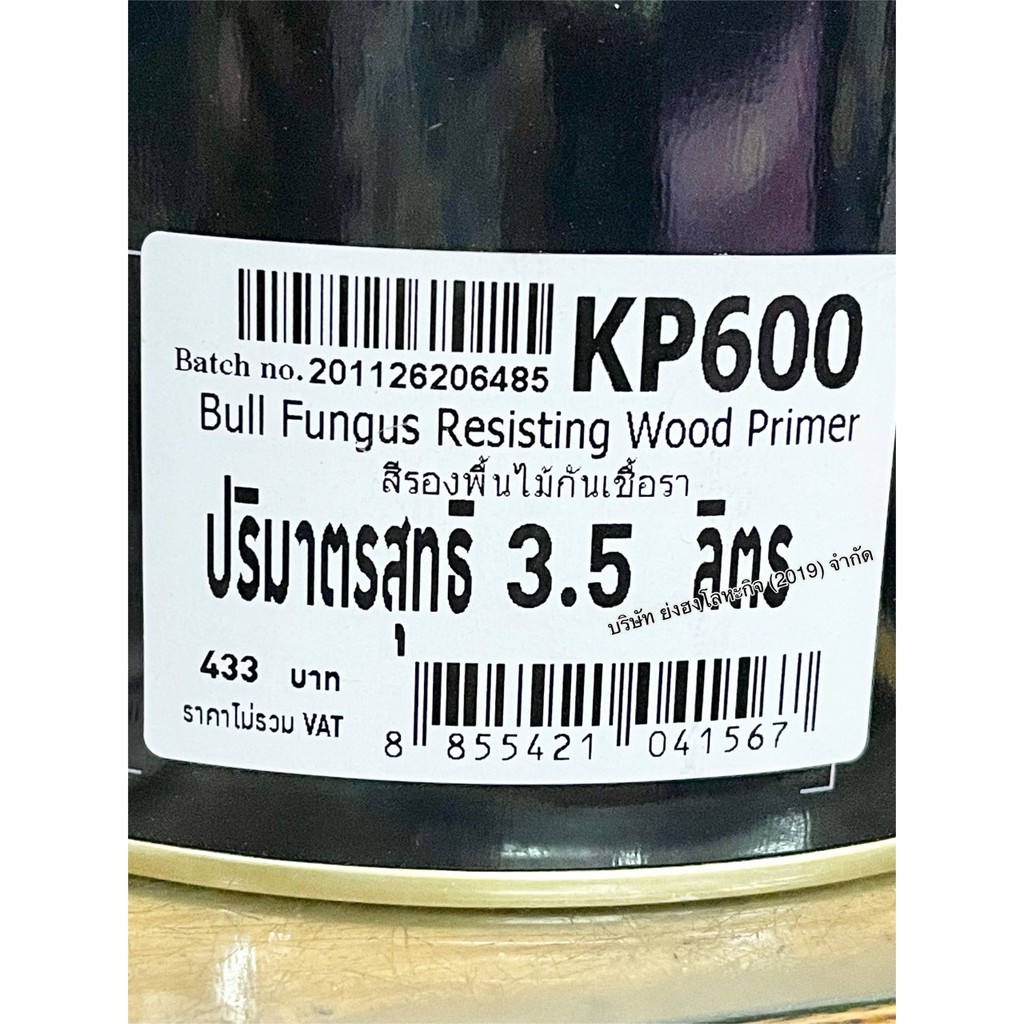 KP600
Batch no. 201126206485
Bull Fungus Resisting Wood Primer
สีรองพื้นไม้กันเชื้อรา
ปริมาตรสุทธิ 3.5 ลิตร
บริษัท ย่งฮงโลหะกิจ (2019) จำกัด
433 บาท
ราคาไม่รวม VAT
8 855421 041567